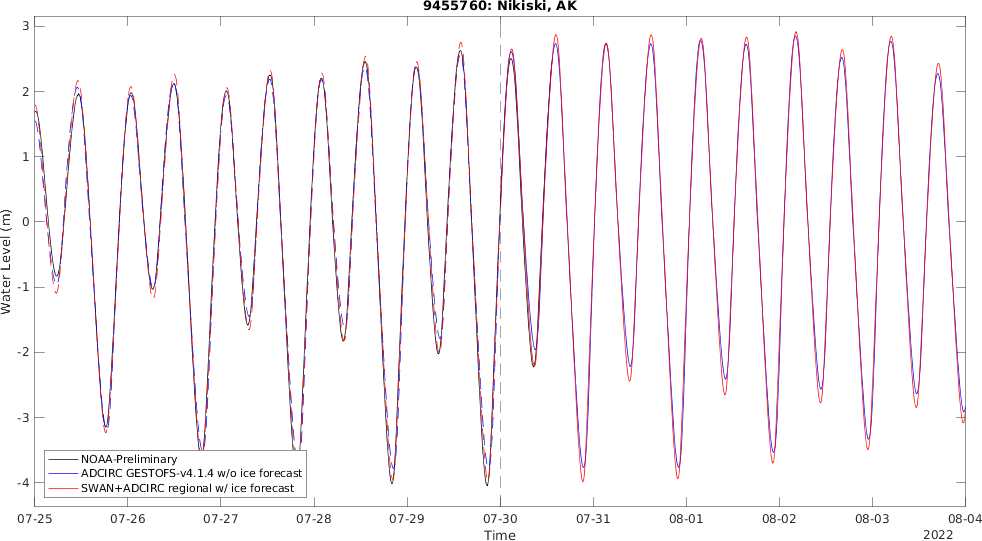 9455760: Nikiski, AK
3
2
1
0
-1
-2
-3
-4
Water Level (m)
NOAA-Preliminary
ADCIRC GESTOFS-v4.1.4 w/o ice forecast
SWAN+ADCIRC regional w/ ice forecast
07-25 07-26 07-27 07-28 07-29 07-30 07-31 08-01 08-02 08-03 08-04
Time
2022